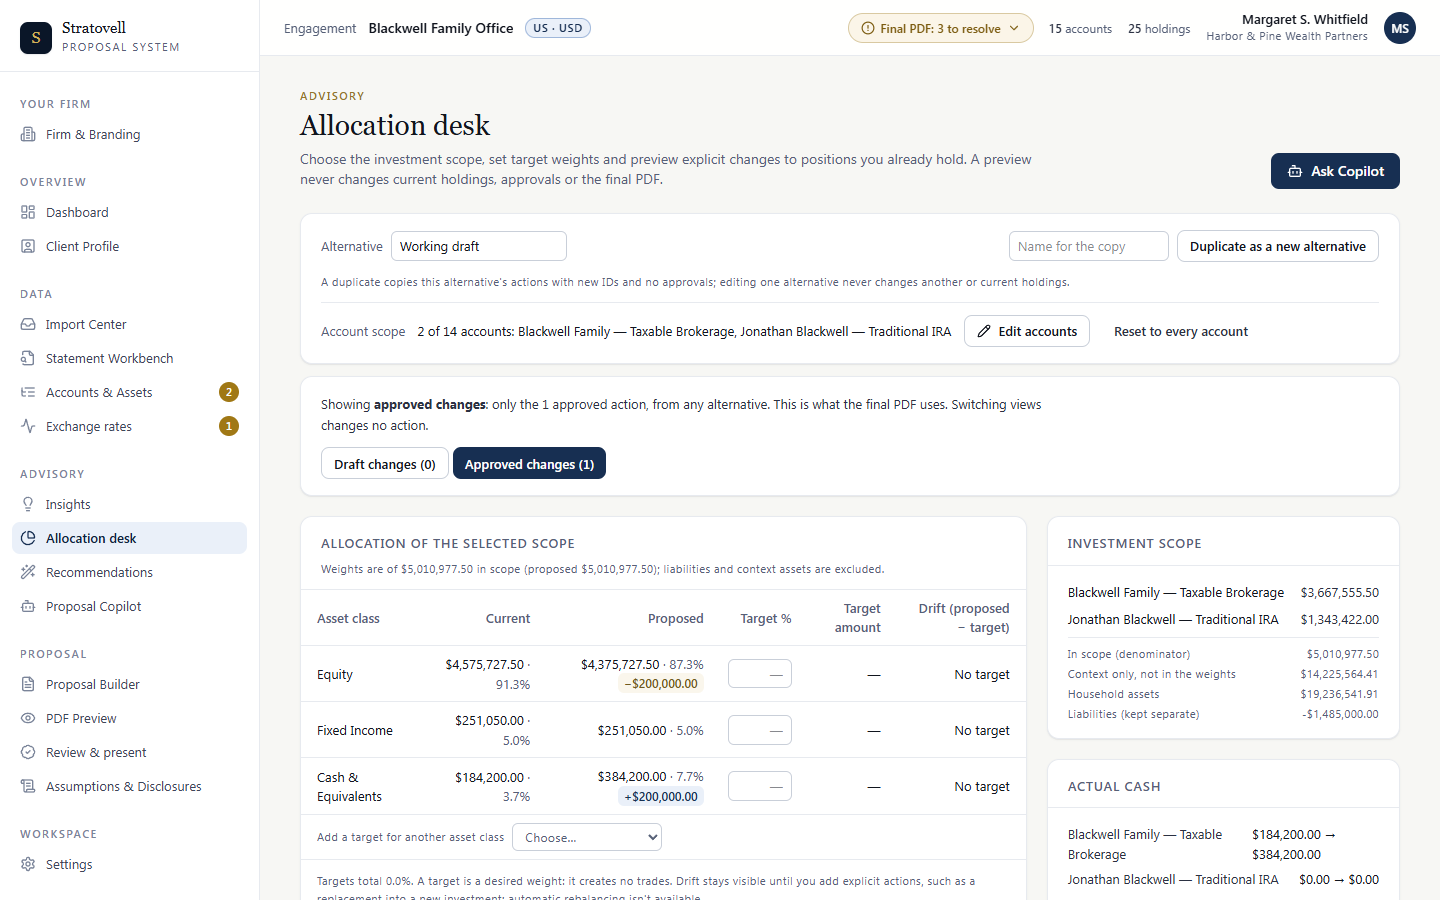 S
Stratovell
PROPOSAL SYSTEM
Engagement Blackwell Family Office US · USD
Final PDF: 3 to resolve
15 accounts 25 holdings
Margaret S. Whitfield
Harbor & Pine Wealth Partners
MS
YOUR FIRM
Firm & Branding
OVERVIEW
Dashboard
Client Profile
DATA
Import Center
Statement Workbench
Accounts & Assets 2
Exchange rates 1
ADVISORY
Insights
Allocation desk
Recommendations
Proposal Copilot
PROPOSAL
Proposal Builder
PDF Preview
Review & present
Assumptions & Disclosures
WORKSPACE
Settings
ADVISORY
Allocation desk
Choose the investment scope, set target weights and preview explicit changes to positions you already hold. A preview
never changes current holdings, approvals or the final PDF.
Ask Copilot
Alternative Working draft
Name for the copy Duplicate as a new alternative
A duplicate copies this alternative's actions with new IDs and no approvals; editing one alternative never changes another or current holdings.
Account scope 2 of 14 accounts: Blackwell Family — Taxable Brokerage, Jonathan Blackwell — Traditional IRA Edit accounts Reset to every account
Showing approved changes: only the 1 approved action, from any alternative. This is what the final PDF uses. Switching views
changes no action.
Draft changes (0) Approved changes (1)
ALLOCATION OF THE SELECTED SCOPE
Weights are of $5,010,977.50 in scope (proposed $5,010,977.50); liabilities and context assets are excluded.
Asset class Current Proposed Target % Target amount Drift (proposed − target)
Equity $4,575,727.50 · 91.3% $4,375,727.50 · 87.3% −$200,000.00 — — No target
Fixed Income $251,050.00 · 5.0% $251,050.00 · 5.0% — — No target
Cash & Equivalents $184,200.00 · 3.7% $384,200.00 · 7.7% +$200,000.00 — — No target
Add a target for another asset class Choose...
Targets total 0.0%. A target is a desired weight: it creates no trades. Drift stays visible until you add explicit actions, such as a
replacement into a new investment; automatic rebalancing isn't available.
INVESTMENT SCOPE
Blackwell Family — Taxable Brokerage $3,667,555.50
Jonathan Blackwell — Traditional IRA $1,343,422.00
In scope (denominator) $5,010,977.50
Context only, not in the weights $14,225,564.41
Household assets $19,236,541.91
Liabilities (kept separate) -$1,485,000.00
ACTUAL CASH
Blackwell Family — Taxable Brokerage $184,200.00 → $384,200.00
Jonathan Blackwell — Traditional IRA $0.00 → $0.00